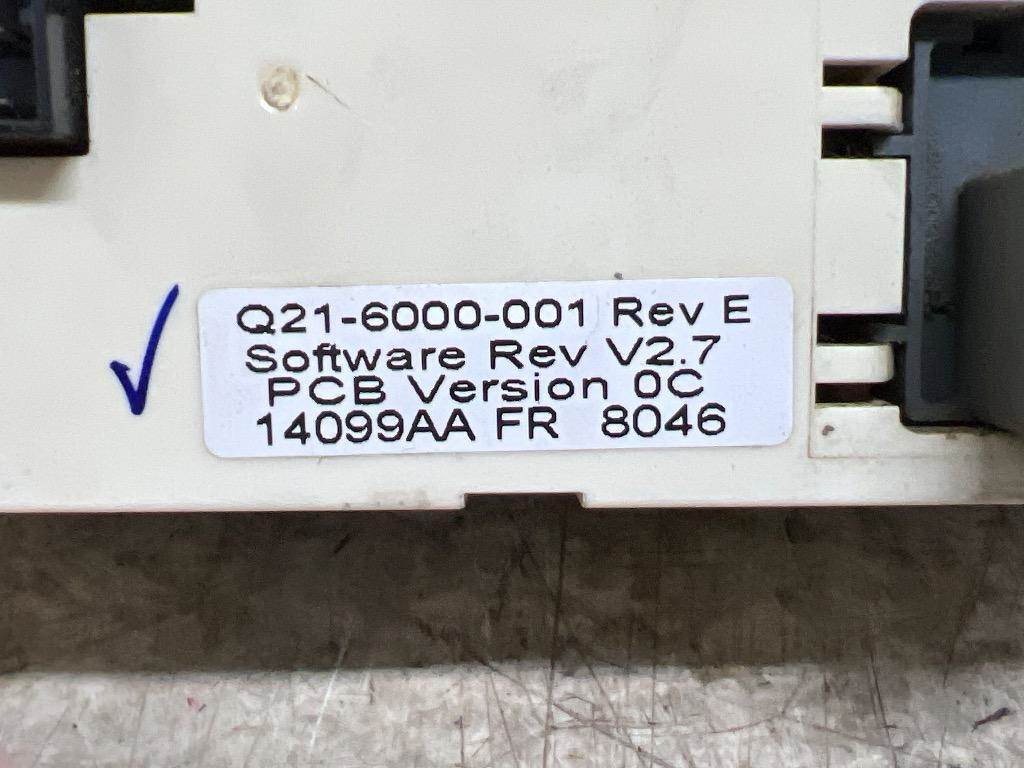 Q21-6000-001 Rev E
Software Rev V2.7
PCB Version 0C
14099AA FR 8046